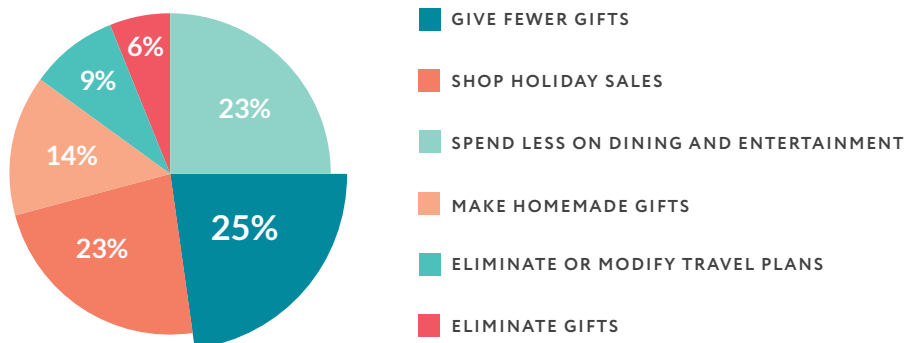 6%
9%
23%
14%
25%
23%
GIVE FEWER GIFTS
SHOP HOLIDAY SALES
SPEND LESS ON DINING AND ENTERTAINMENT
MAKE HOMEMADE GIFTS
ELIMINATE OR MODIFY TRAVEL PLANS
ELIMINATE GIFTS